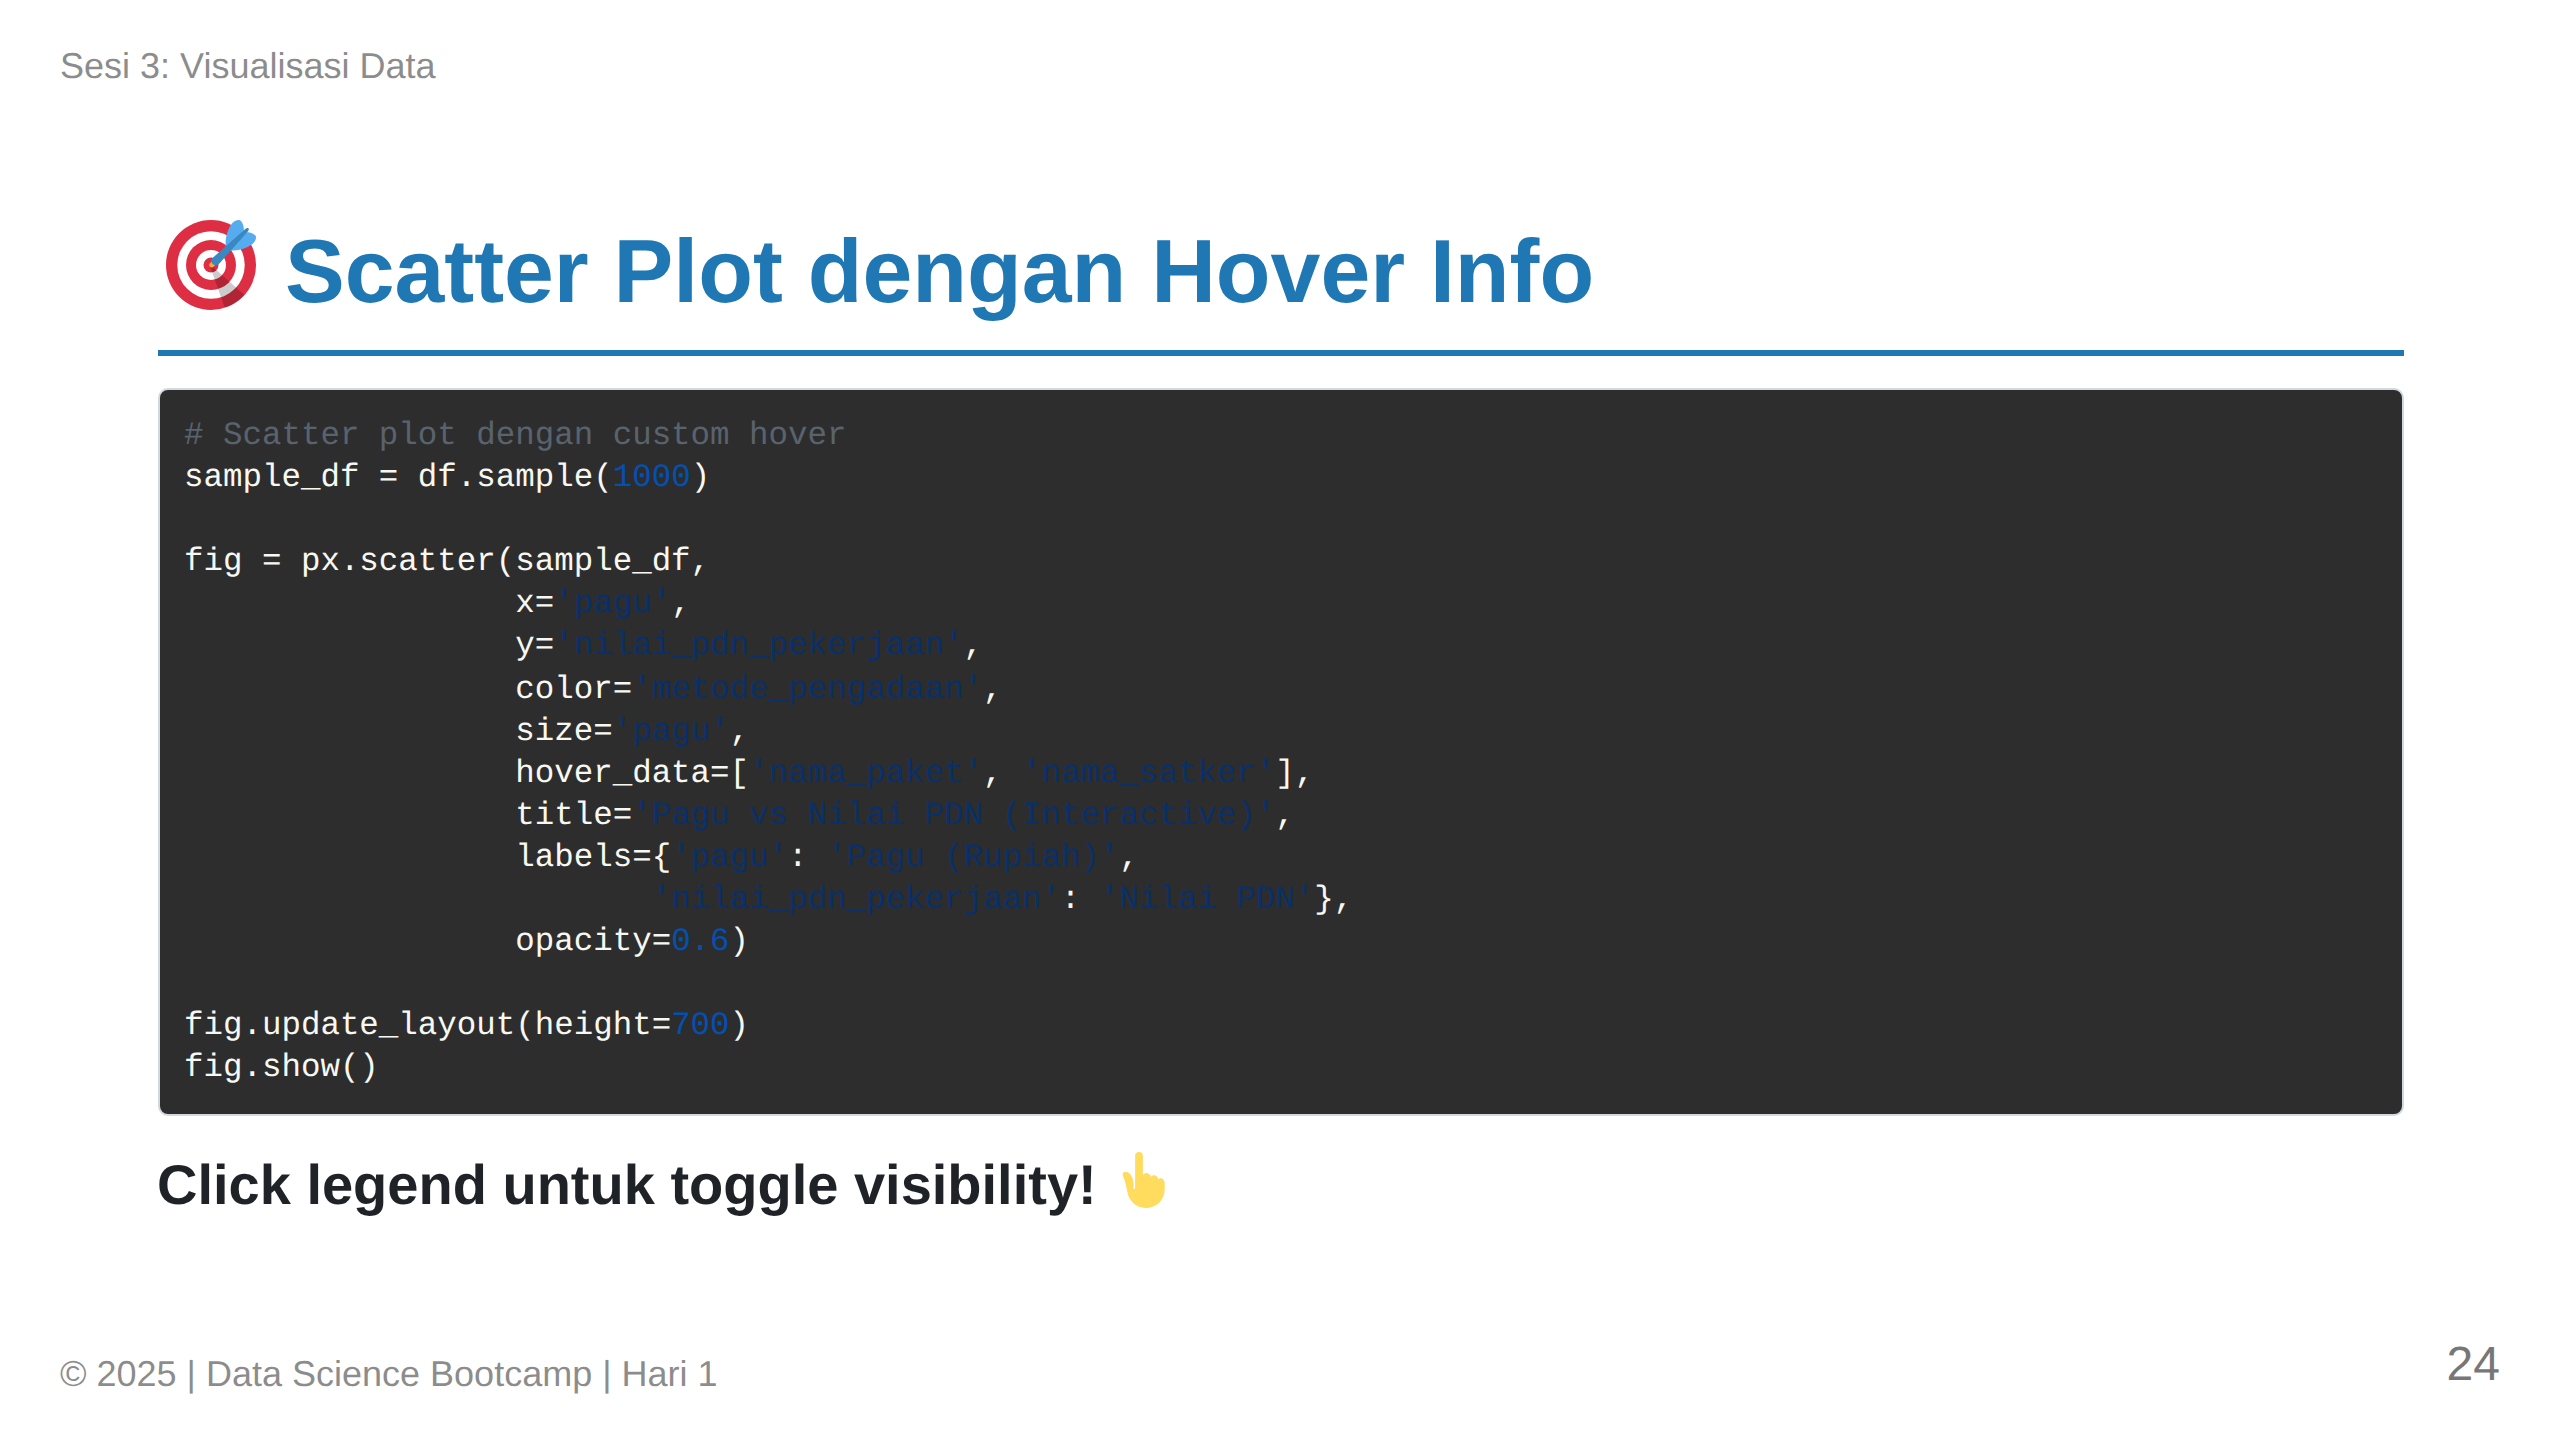 Sesi 3: Visualisasi Data
🎯 Scatter Plot dengan Hover Info
# Scatter plot dengan custom hover
sample_df = df.sample(1000)

fig = px.scatter(sample_df,
                 x='pagu',
                 y='nilai_pdn_pekerjaan',
                 color='metode_pengadaan',
                 size='pagu',
                 hover_data=['nama_paket', 'nama_satker'],
                 title='Pagu vs Nilai PDN (Interactive)',
                 labels={'pagu': 'Pagu (Rupiah)',
                        'nilai_pdn_pekerjaan': 'Nilai PDN'},
                 opacity=0.6)

fig.update_layout(height=700)
fig.show()
Click legend untuk toggle visibility! 👆
© 2025 | Data Science Bootcamp | Hari 1
24